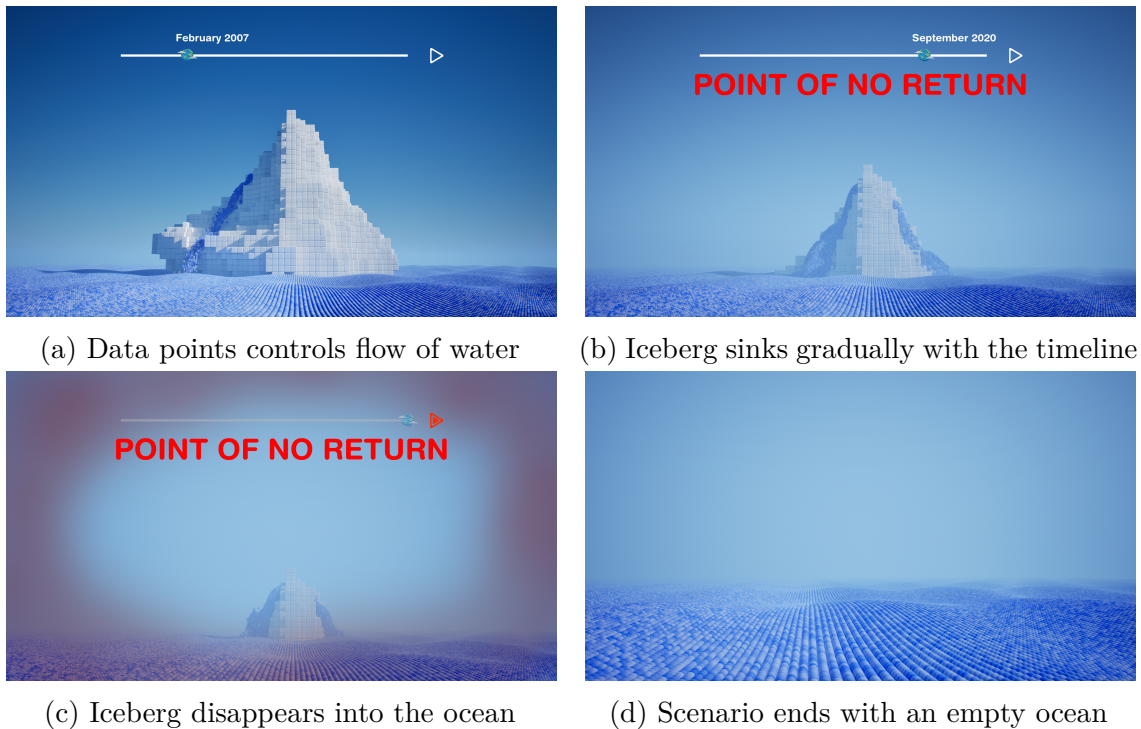 February 2007
September 2020
POINT OF NO RETURN
(a) Data points controls flow of water
(b) Iceberg sinks gradually with the timeline
POINT OF NO RETURN
(c) Iceberg disappears into the ocean
(d) Scenario ends with an empty ocean